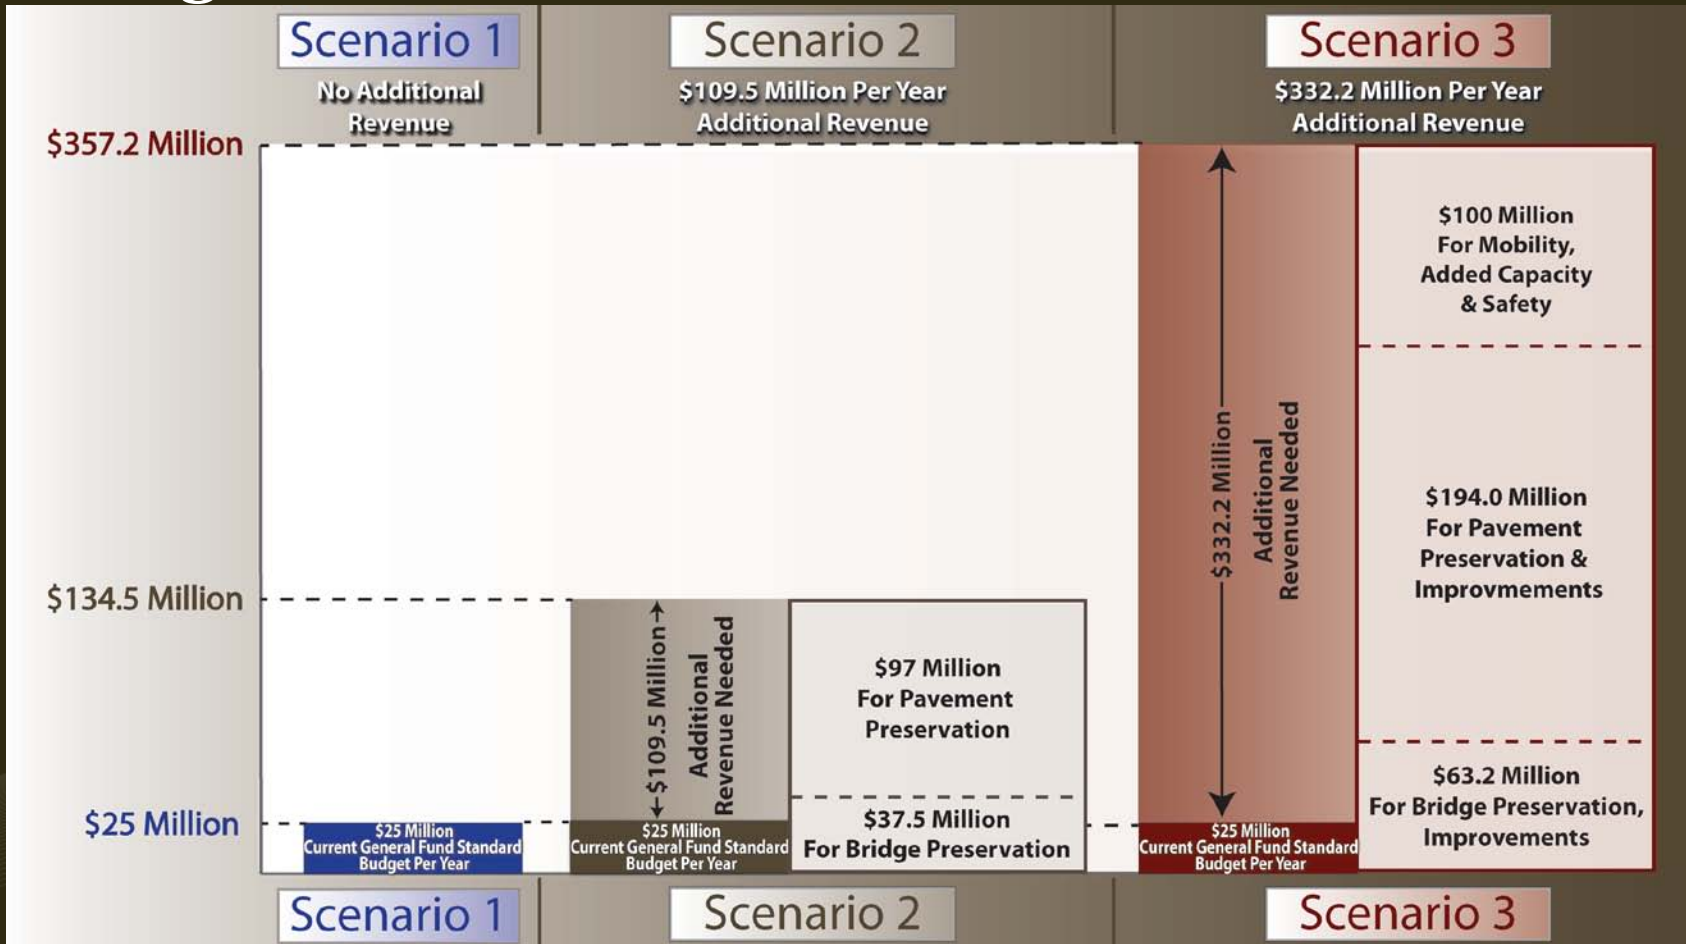 Scenario 1
No Additional
Revenue
Scenario 2
$109.5 Million Per Year
Additional Revenue
Scenario 3
$332.2 Million Per Year
Additional Revenue
$357.2 Million
$134.5 Million
$25 Million
$25 Million
Current General Fund Standard
Budget Per Year
$109.5 Million
Additional
Revenue Needed
$25 Million
Current General Fund Standard
Budget Per Year
$97 Million
For Pavement
Preservation
$37.5 Million
For Bridge Preservation
$332.2 Million
Additional
Revenue Needed
$25 Million
Current General Fund Standard
Budget Per Year
$100 Million
For Mobility,
Added Capacity
& Safety
$194.0 Million
For Pavement
Preservation &
Improvmements
$63.2 Million
For Bridge Preservation,
Improvements
Scenario 1
Scenario 2
Scenario 3